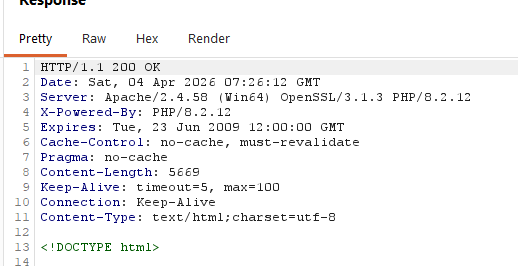 Response
Pretty Raw Hex Render
1 HTTP/1.1 200 OK
2 Date: Sat, 04 Apr 2026 07:26:12 GMT
3 Server: Apache/2.4.58 (Win64) OpenSSL/3.1.3 PHP/8.2.12
4 X-Powered-By: PHP/8.2.12
5 Expires: Tue, 23 Jun 2009 12:00:00 GMT
6 Cache-Control: no-cache, must-revalidate
7 Pragma: no-cache
8 Content-Length: 5669
9 Keep-Alive: timeout=5, max=100
10 Connection: Keep-Alive
11 Content-Type: text/html;charset=utf-8
12
13 <!DOCTYPE html>
14